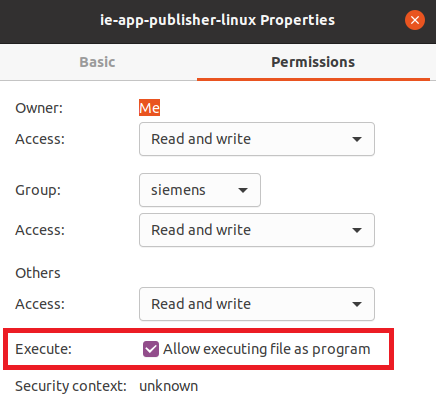 ie-app-publisher-linux Properties
Basic Permissions
Owner: Me
Access: Read and write
Group: siemens
Access: Read and write
Others
Access: Read and write
Execute: Allow executing file as program
Security context: unknown